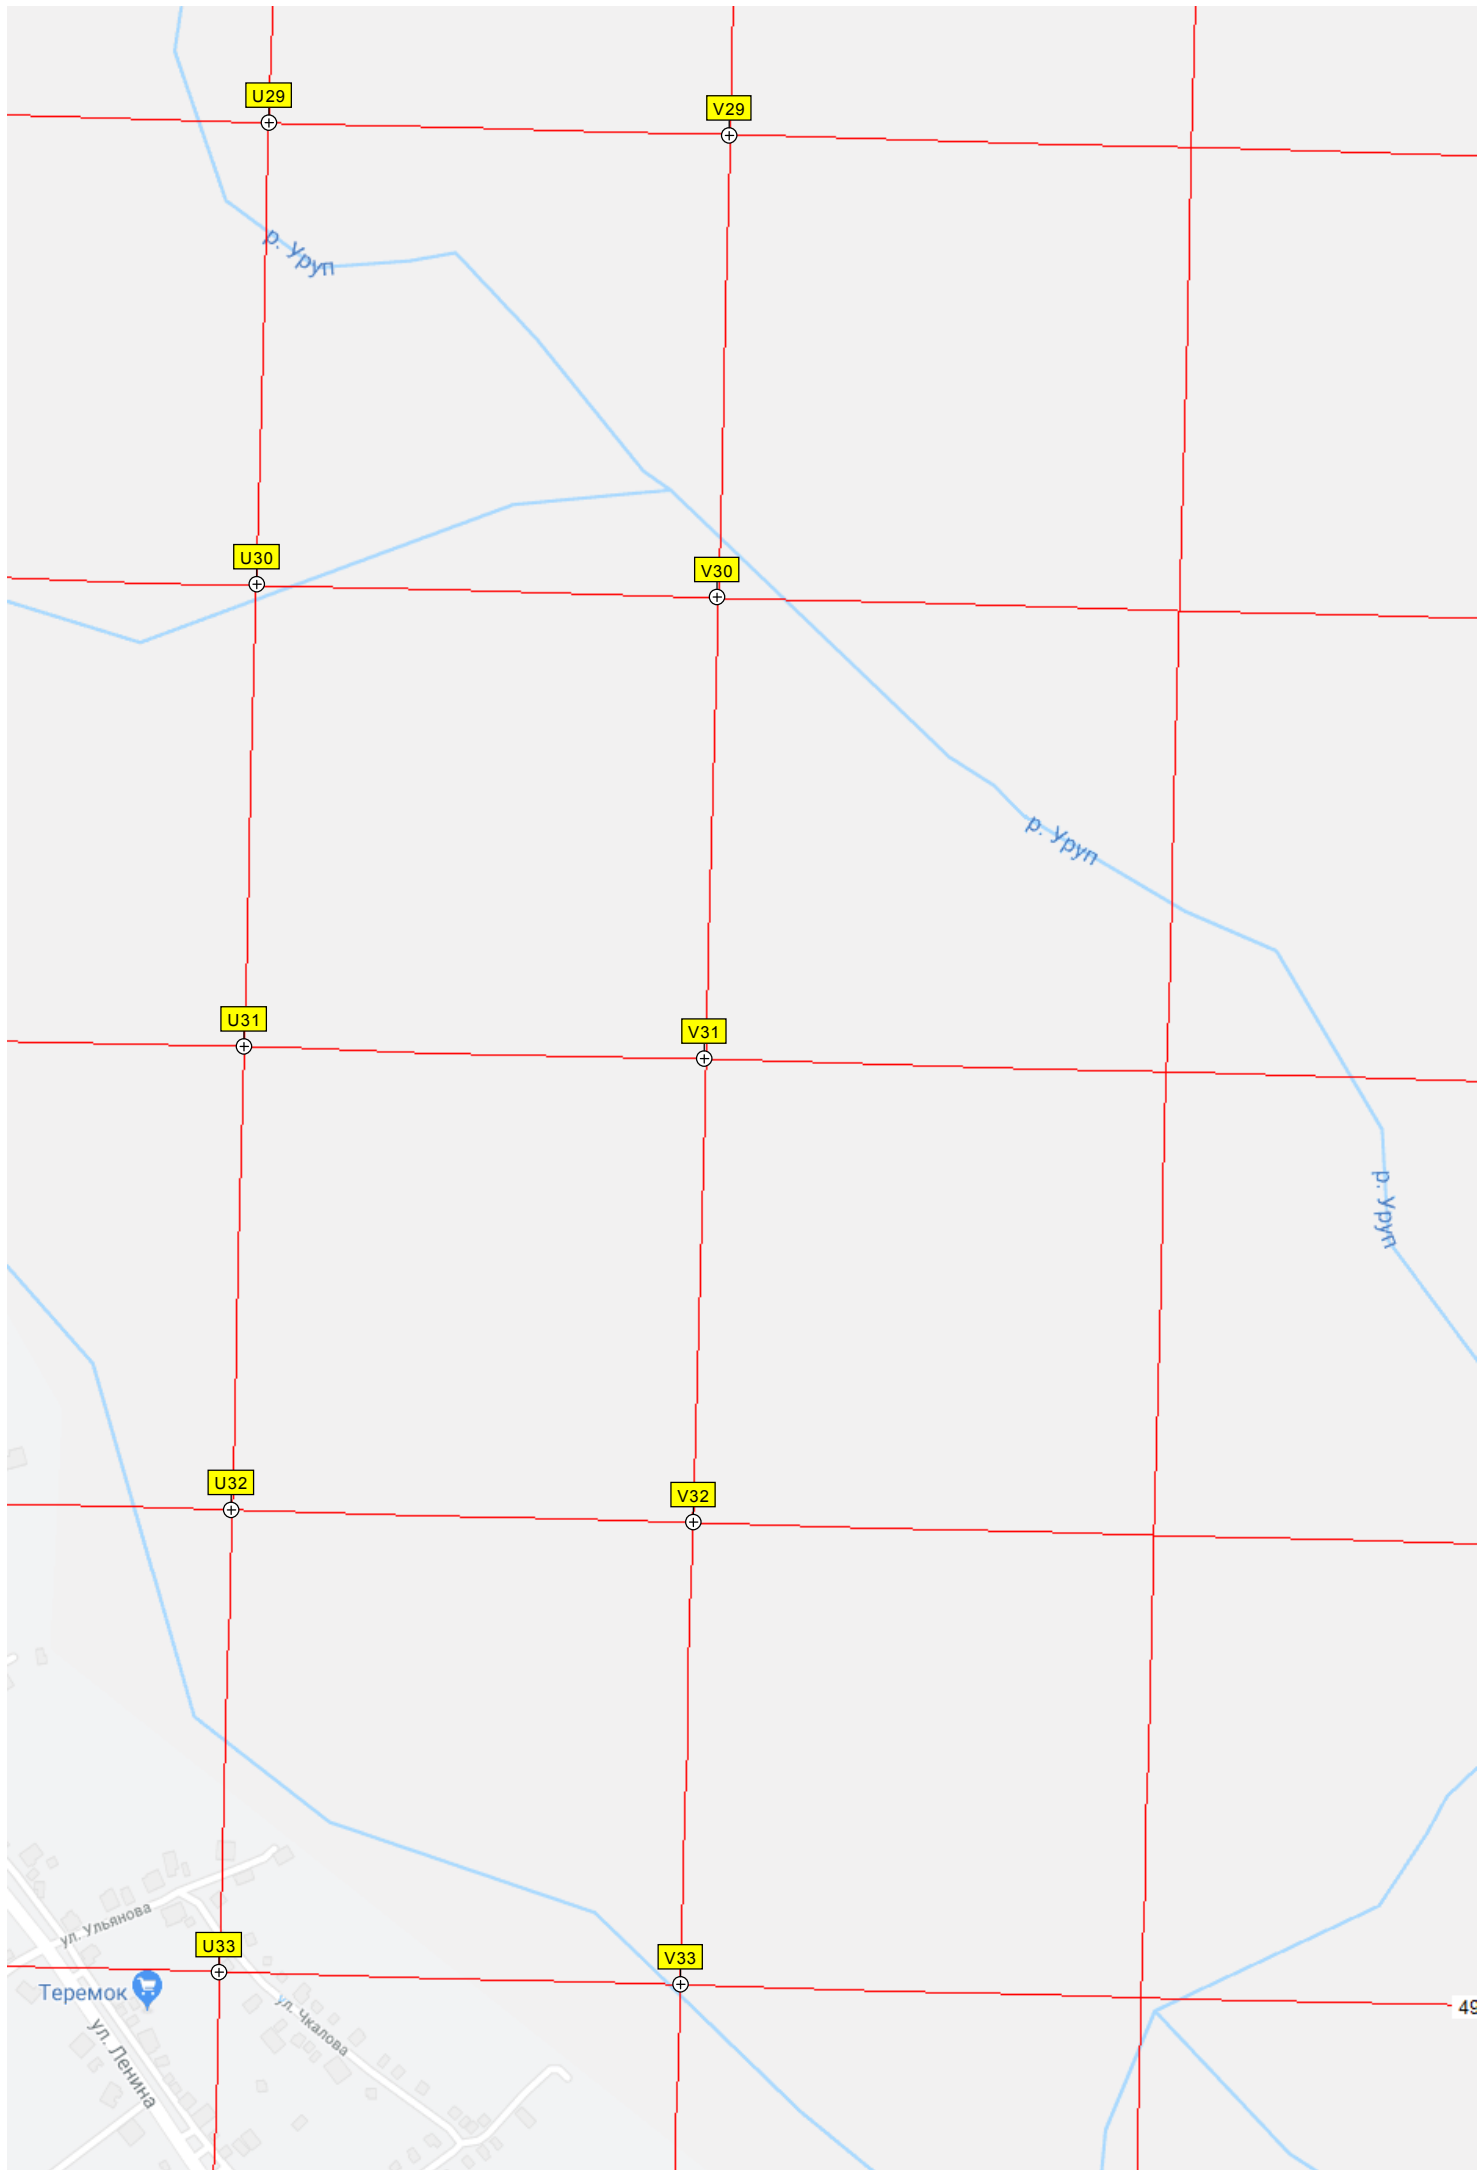 U29
V29
р. Уруп
U30
V30
р. Уруп
U31
V31
р. Уруп
U32
V32
ул. Ульянова
U33
V33
Теремок
ул. Чкалова
49
ул. Ленина